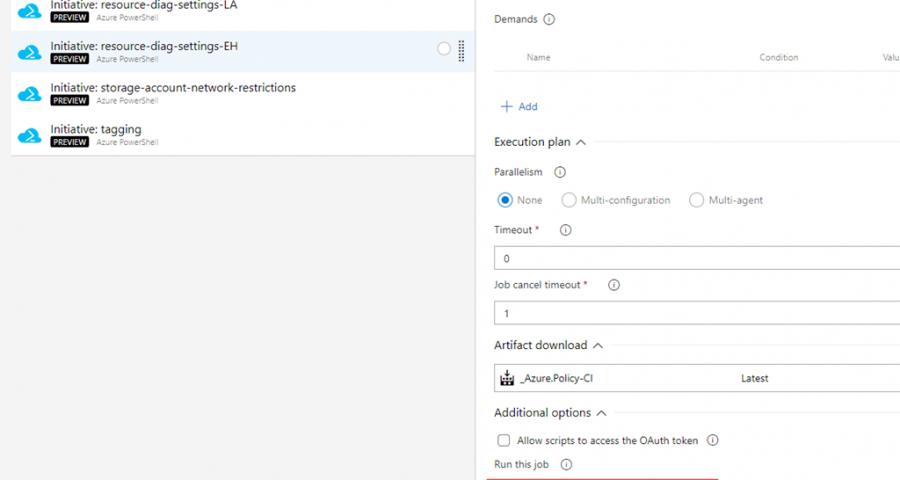 Initiative: resource-diag-settings-LA
PREVIEW Azure PowerShell
Initiative: resource-diag-settings-EH
PREVIEW Azure PowerShell
Initiative: storage-account-network-restrictions
PREVIEW Azure PowerShell
Initiative: tagging
PREVIEW Azure PowerShell
Demands
Name Condition Valu
Add
Execution plan
Parallelism
None Multi-configuration Multi-agent
Timeout *
0
Job cancel timeout *
1
Artifact download
_Azure.Policy-CI Latest
Additional options
Allow scripts to access the OAuth token
Run this job